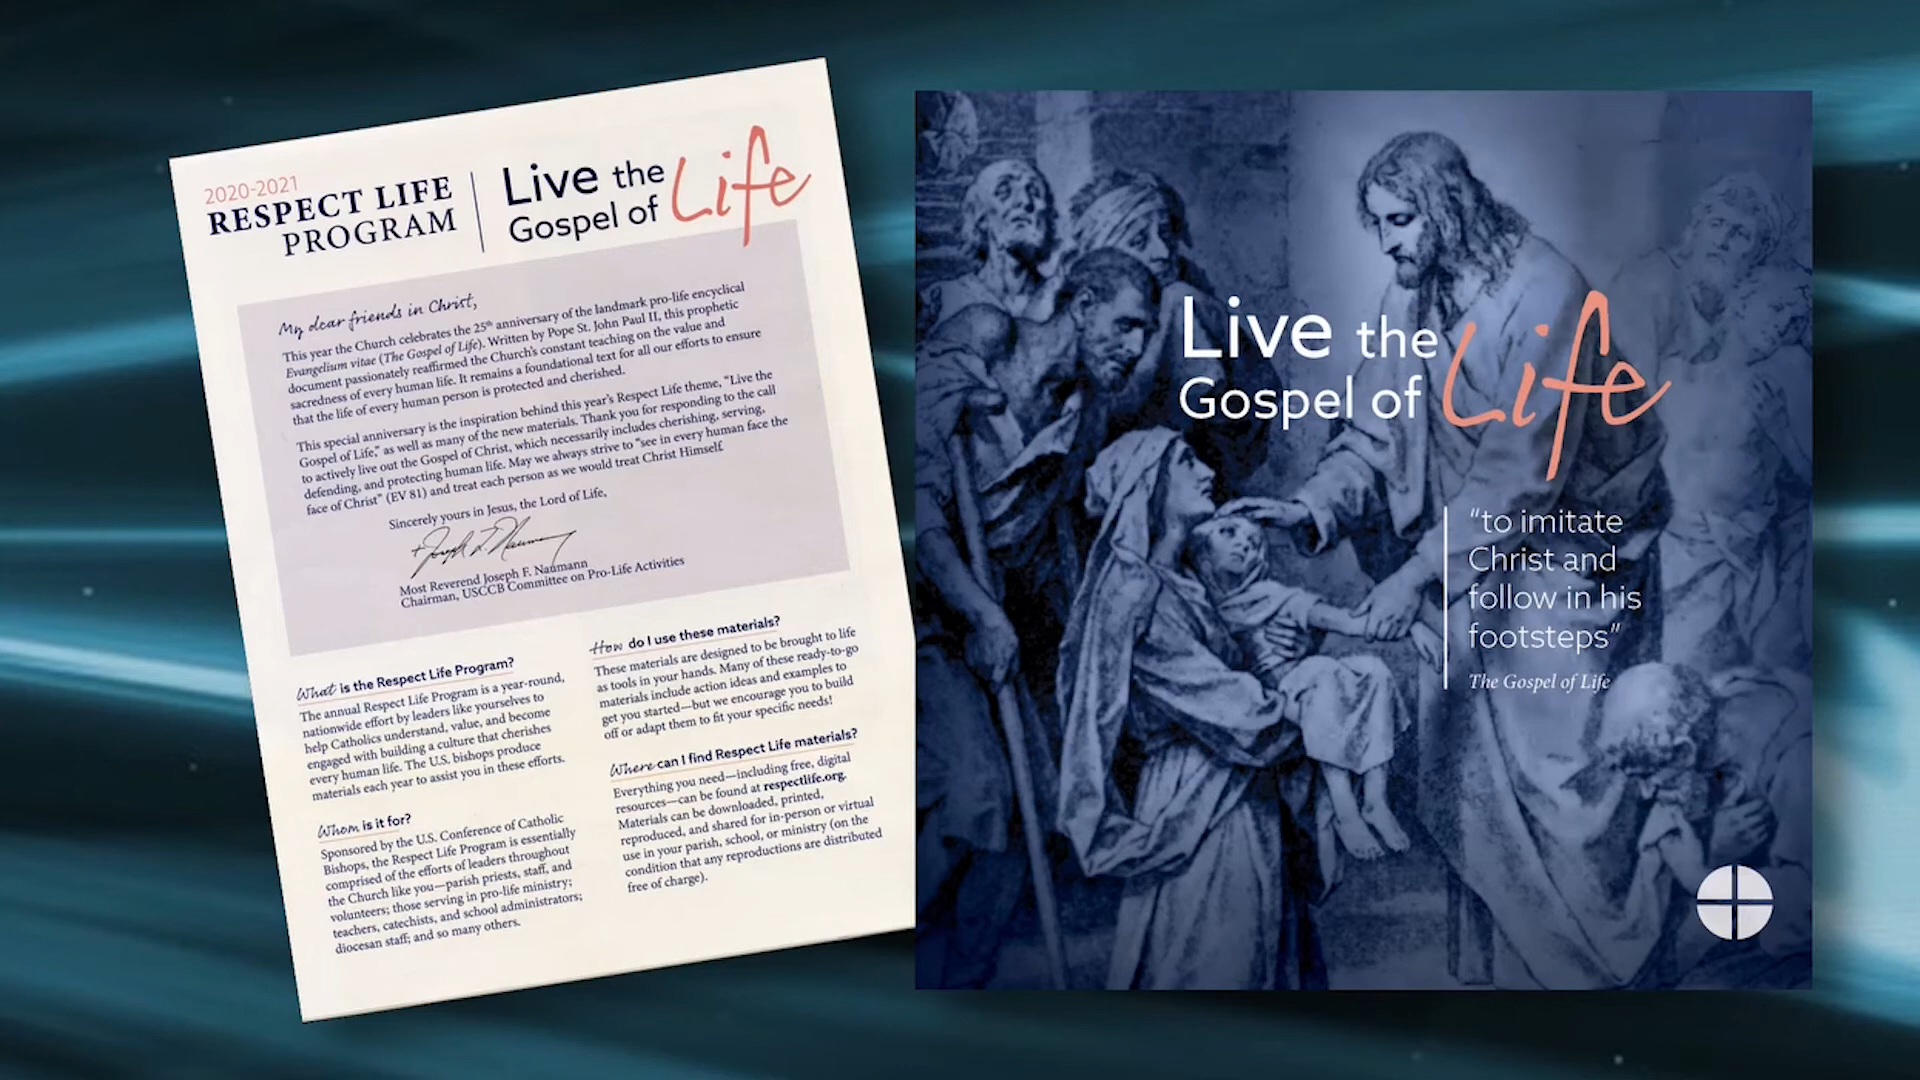 2020-2021
RESPECT LIFE
PROGRAM
Live the
Gospel of Life
My dear friends in Christ,
This year the Church celebrates the 25th anniversary of the landmark pro-life encyclical
Evangelium vitae (The Gospel of Life). Written by Pope St. John Paul II, this prophetic
document passionately reaffirmed the Church's constant teaching on the value and
sacredness of every human life. It remains a foundational text for all our efforts to ensure
that the life of every human person is protected and cherished.
This special anniversary is the inspiration behind this year's Respect Life theme, "Live the
Gospel of Life," as well as many of the new materials. Thank you for responding to the call
to actively live out the Gospel of Christ, which necessarily includes cherishing, serving,
defending, and protecting human life. May we always strive to "see in every human face the
face of Christ" (EV 81) and treat each person as we would treat Christ Himself.
Sincerely yours in Jesus, the Lord of Life,
+Joseph F. Naumann
Most Reverend Joseph F. Naumann
Chairman, USCCB Committee on Pro-Life Activities
What is the Respect Life Program?
The annual Respect Life Program is a year-round,
nationwide effort by leaders like yourselves to
help Catholics understand, value, and become
engaged with building a culture that cherishes
every human life. The U.S. bishops produce
materials each year to assist you in these efforts.
Whom is it for?
Sponsored by the U.S. Conference of Catholic
Bishops, the Respect Life Program is essentially
comprised of the efforts of leaders throughout
the Church like you—parish priests, staff, and
volunteers; those serving in pro-life ministry;
teachers, catechists, and school administrators;
diocesan staff; and so many others.
How do I use these materials?
These materials are designed to be brought to life
as tools in your hands. Many of these ready-to-go
materials include action ideas and examples to
get you started—but we encourage you to build
off or adapt them to fit your specific needs!
Where can I find Respect Life materials?
Everything you need—including free, digital
resources—can be found at respectlife.org.
Materials can be downloaded, printed,
reproduced, and shared for in-person or virtual
use in your parish, school, or ministry (on the
condition that any reproductions are distributed
free of charge).
Live the
Gospel of Life
"to imitate
Christ and
follow in his
footsteps"
The Gospel of Life